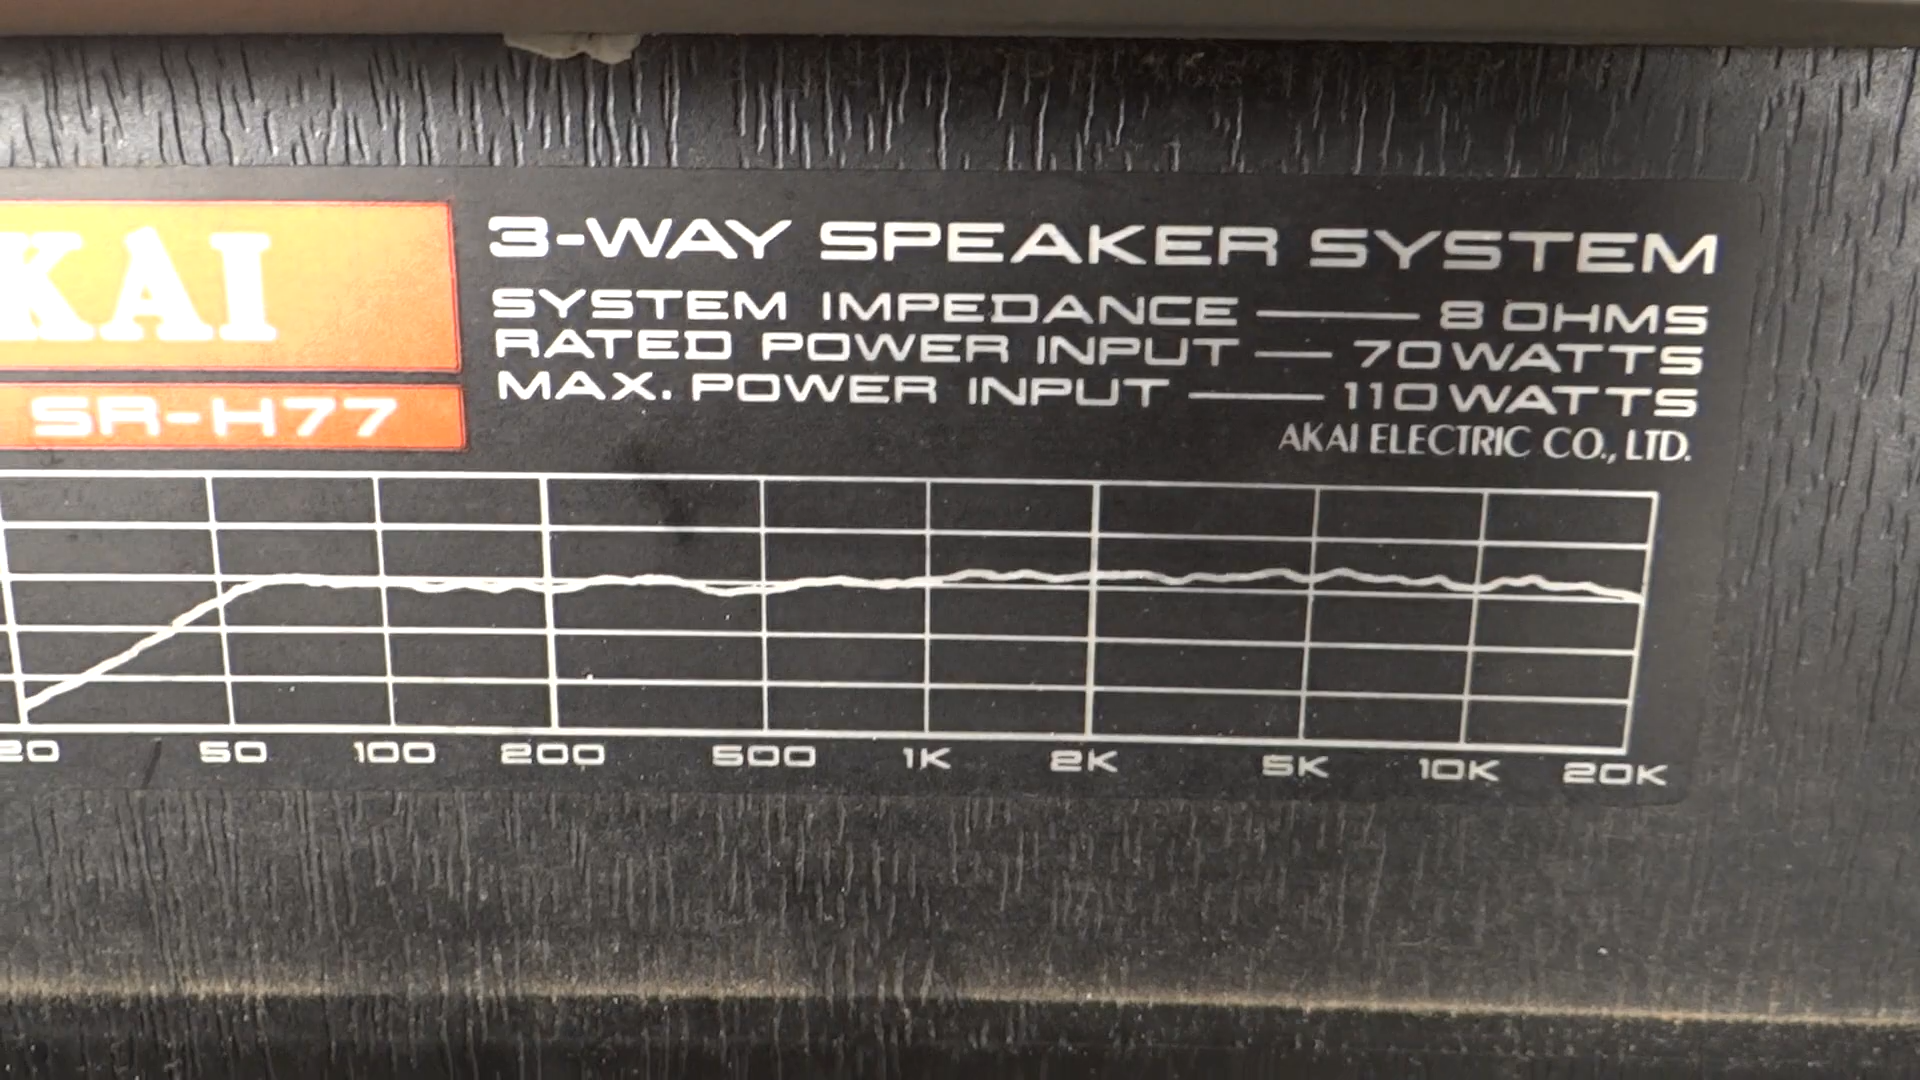 KAI
SR-H77
3-WAY SPEAKER SYSTEM
SYSTEM IMPEDANCE — 8 OHMS
RATED POWER INPUT — 70 WATTS
MAX. POWER INPUT — 110 WATTS
AKAI ELECTRIC CO., LTD.
20 50 100 200 500 1K 2K 5K 10K 20K